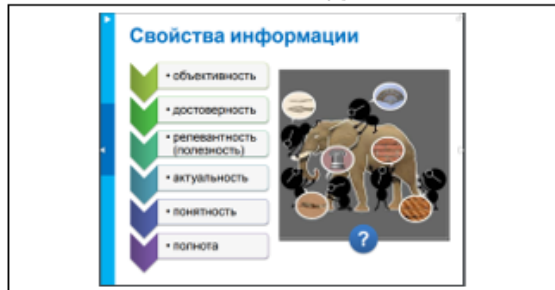 Свойства информации
• объективность
• достоверность
• релевантность
(полезность)
• актуальность
• понятность
• полнота
?